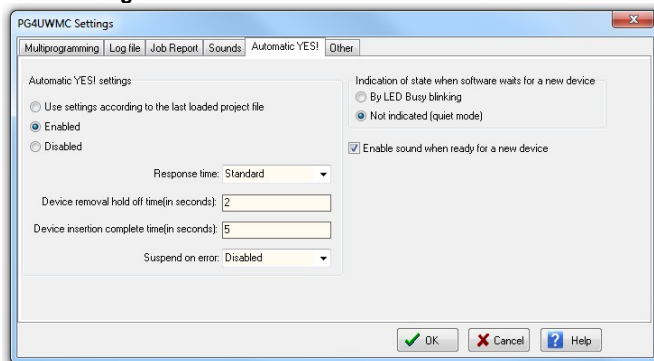 PG4UWMC Settings
Multiprogramming Log file Job Report Sounds Automatic YES! Other
Automatic YES! settings
Use settings according to the last loaded project file
Enabled
Disabled
Response time: Standard
Device removal hold off time(in seconds): 2
Device insertion complete time(in seconds): 5
Suspend on error: Disabled
Indication of state when software waits for a new device
By LED Busy blinking
Not indicated (quiet mode)
Enable sound when ready for a new device
OK Cancel Help